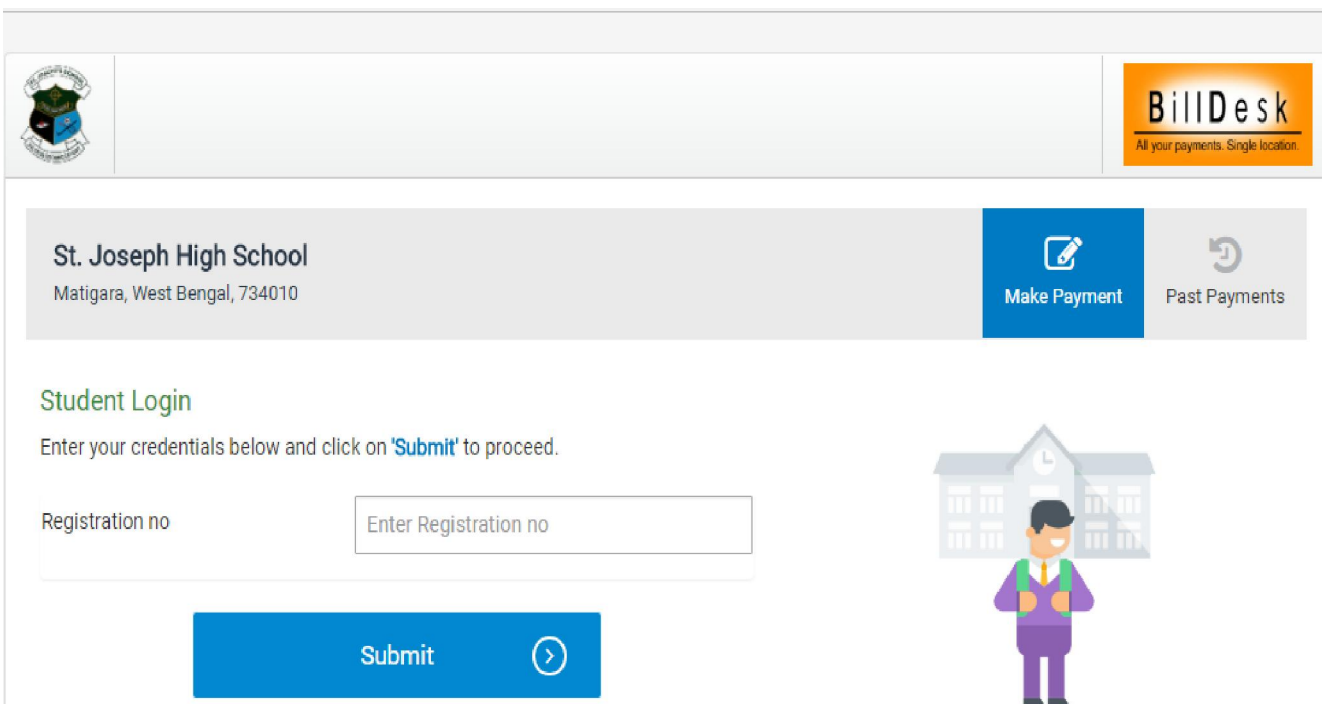 BillDesk
All your payments. Single location.
St. Joseph High School
Matigara, West Bengal, 734010
Make Payment
Past Payments
Student Login
Enter your credentials below and click on 'Submit' to proceed.
Registration no
Enter Registration no
Submit